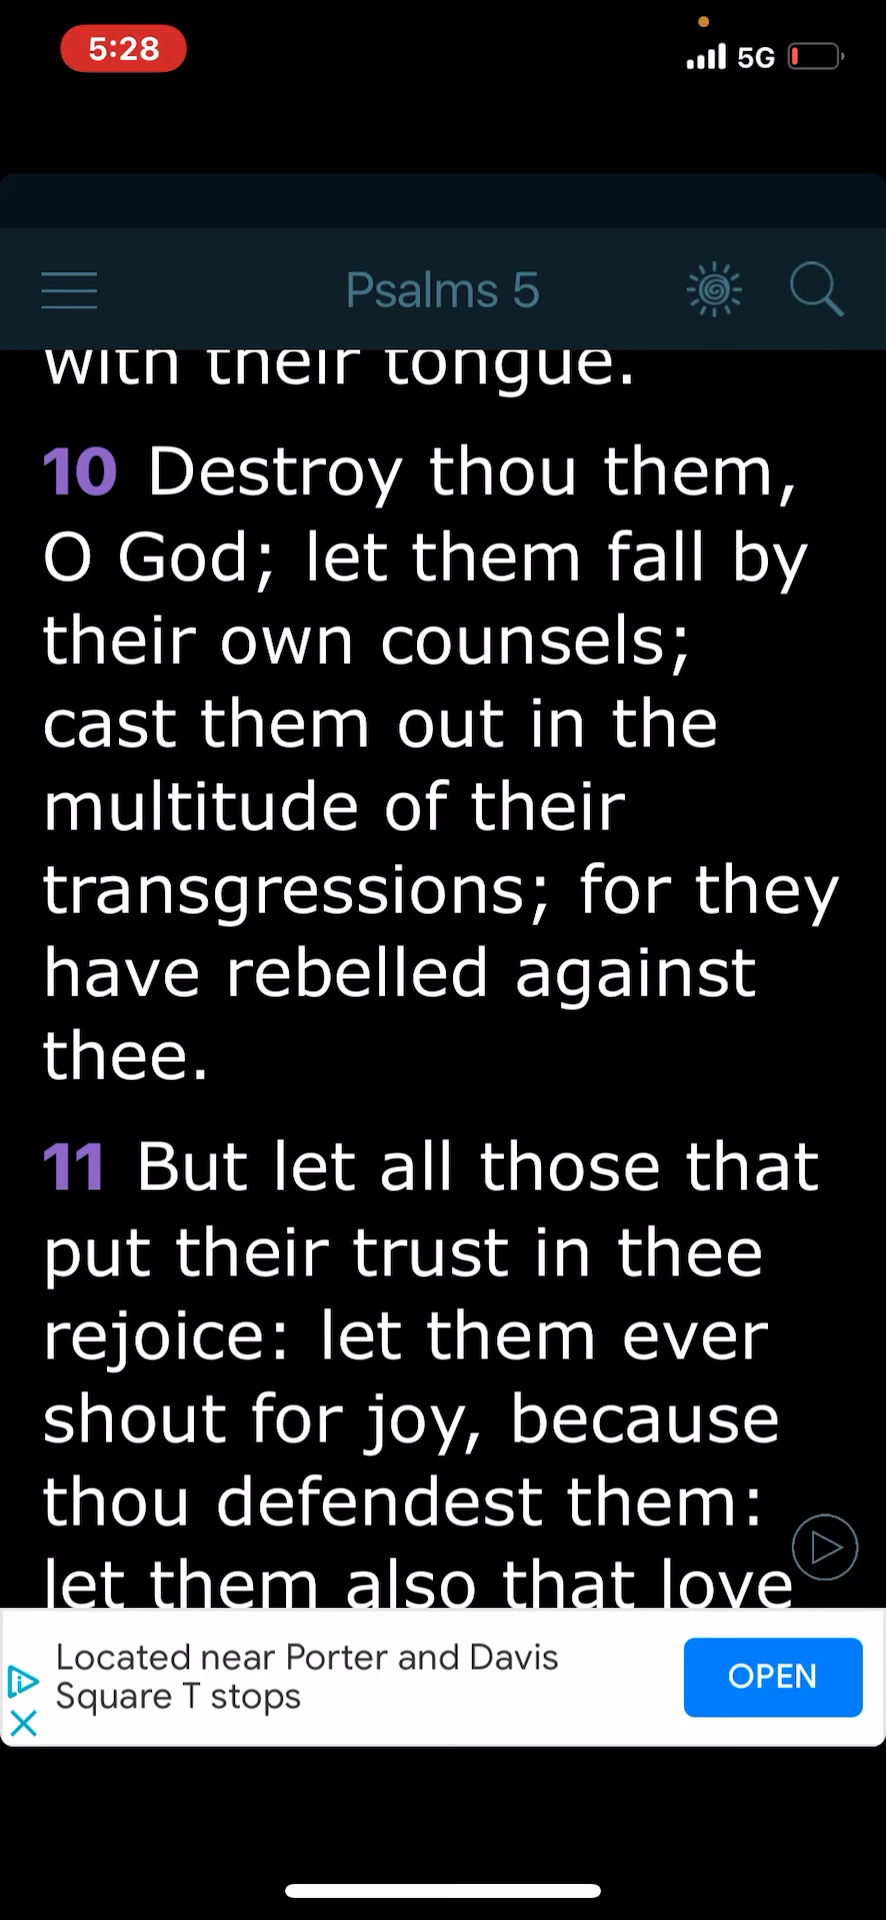 5:28
5G
Psalms 5
with their tongue.
10 Destroy thou them,
O God; let them fall by
their own counsels;
cast them out in the
multitude of their
transgressions; for they
have rebelled against
thee.
11 But let all those that
put their trust in thee
rejoice: let them ever
shout for joy, because
thou defendest them:
let them also that love
Located near Porter and Davis
Square T stops
OPEN